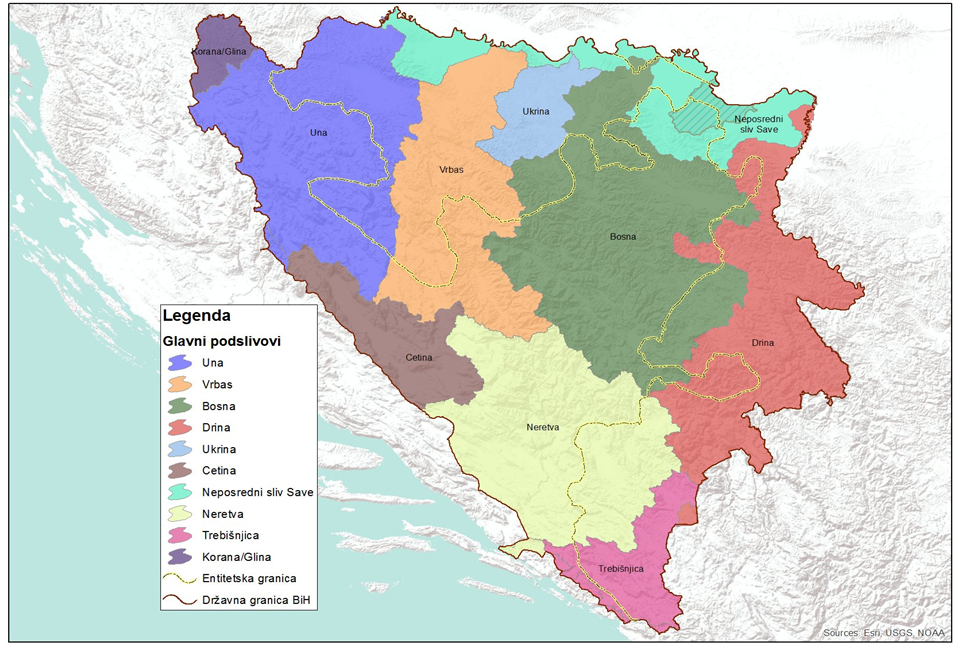 Korana/Glina
Una
Vrbas
Ukrina
Neposredni
sliv Save
Bosna
Drina
Cetina
Neretva
Trebišnjica
Legenda
Glavni podslivovi
Una
Vrbas
Bosna
Drina
Ukrina
Cetina
Neposredni sliv Save
Neretva
Trebišnjica
Korana/Glina
Entitetska granica
Državna granica BiH
Sources: Esri, USGS, NOAA